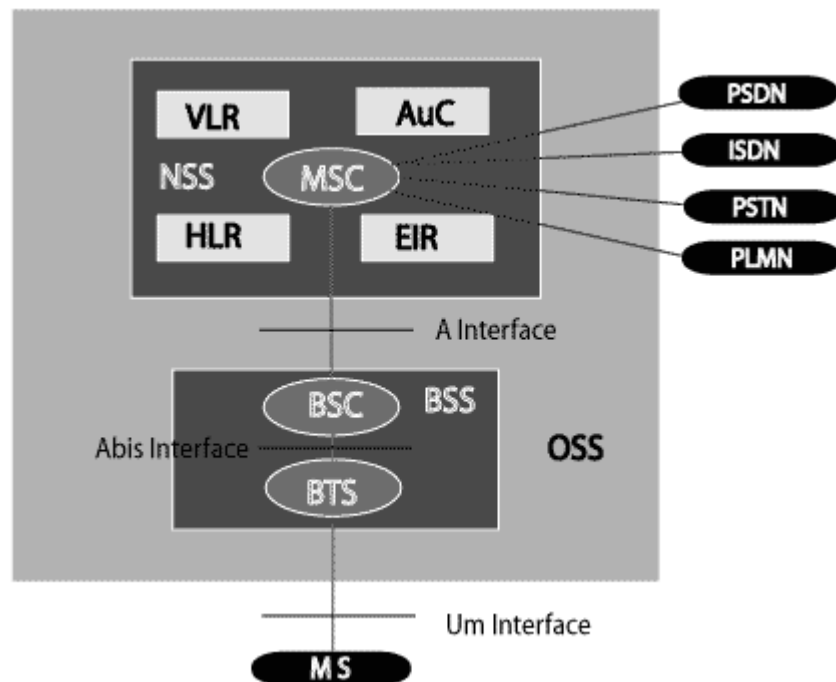 VLR
AuC
PSDN
ISDN
NSS
MSC
PSTN
HLR
EIR
PLMN
A Interface
BSC
BSS
Abis Interface
OSS
BTS
Um Interface
MS